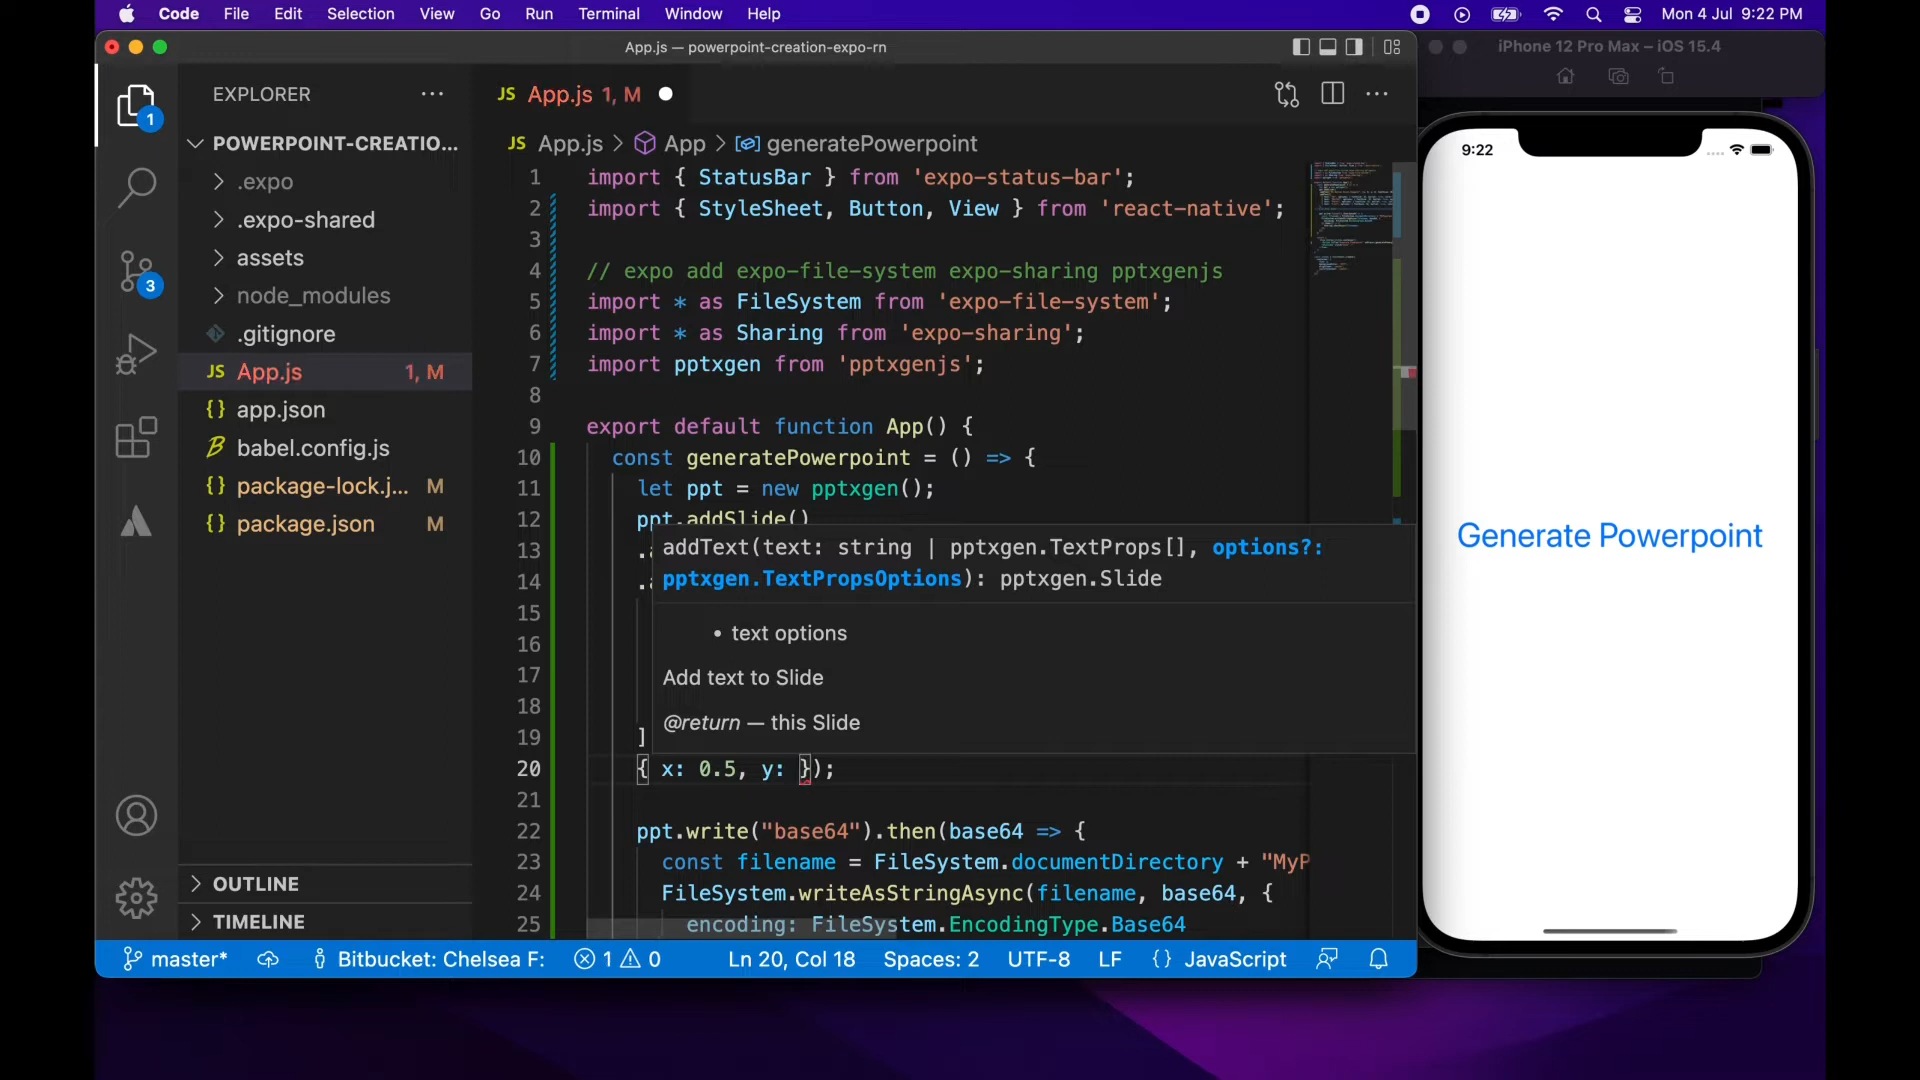 Code File Edit Selection View Go Run Terminal Window Help Mon 4 Jul 9:22 PM
App.js — powerpoint-creation-expo-rn
iPhone 12 Pro Max – iOS 15.4
EXPLORER
JS App.js 1, M
1
POWERPOINT-CREATIO...
JS App.js > App > generatePowerpoint
.expo
.expo-shared
assets
node_modules
.gitignore
JS App.js 1, M
{} app.json
babel.config.js
{} package-lock.j... M
{} package.json M
3
OUTLINE
TIMELINE
1 import { StatusBar } from 'expo-status-bar';
2 import { StyleSheet, Button, View } from 'react-native';
3
4 // expo add expo-file-system expo-sharing pptxgenjs
5 import * as FileSystem from 'expo-file-system';
6 import * as Sharing from 'expo-sharing';
7 import pptxgen from 'pptxgenjs';
8
9 export default function App() {
10 const generatePowerpoint = () => {
11 let ppt = new pptxgen();
12 ppt.addSlide()
13
14
15
16
17
18
19 ]
20 { x: 0.5, y: });
21
22 ppt.write("base64").then(base64 => {
23 const filename = FileSystem.documentDirectory + "MyP
24 FileSystem.writeAsStringAsync(filename, base64, {
25 encoding: FileSystem.EncodingType.Base64
addText(text: string | pptxgen.TextProps[], options?:
pptxgen.TextPropsOptions): pptxgen.Slide
• text options
Add text to Slide
@return — this Slide
master* Bitbucket: Chelsea F: 1 0 Ln 20, Col 18 Spaces: 2 UTF-8 LF {} JavaScript
9:22
Generate Powerpoint